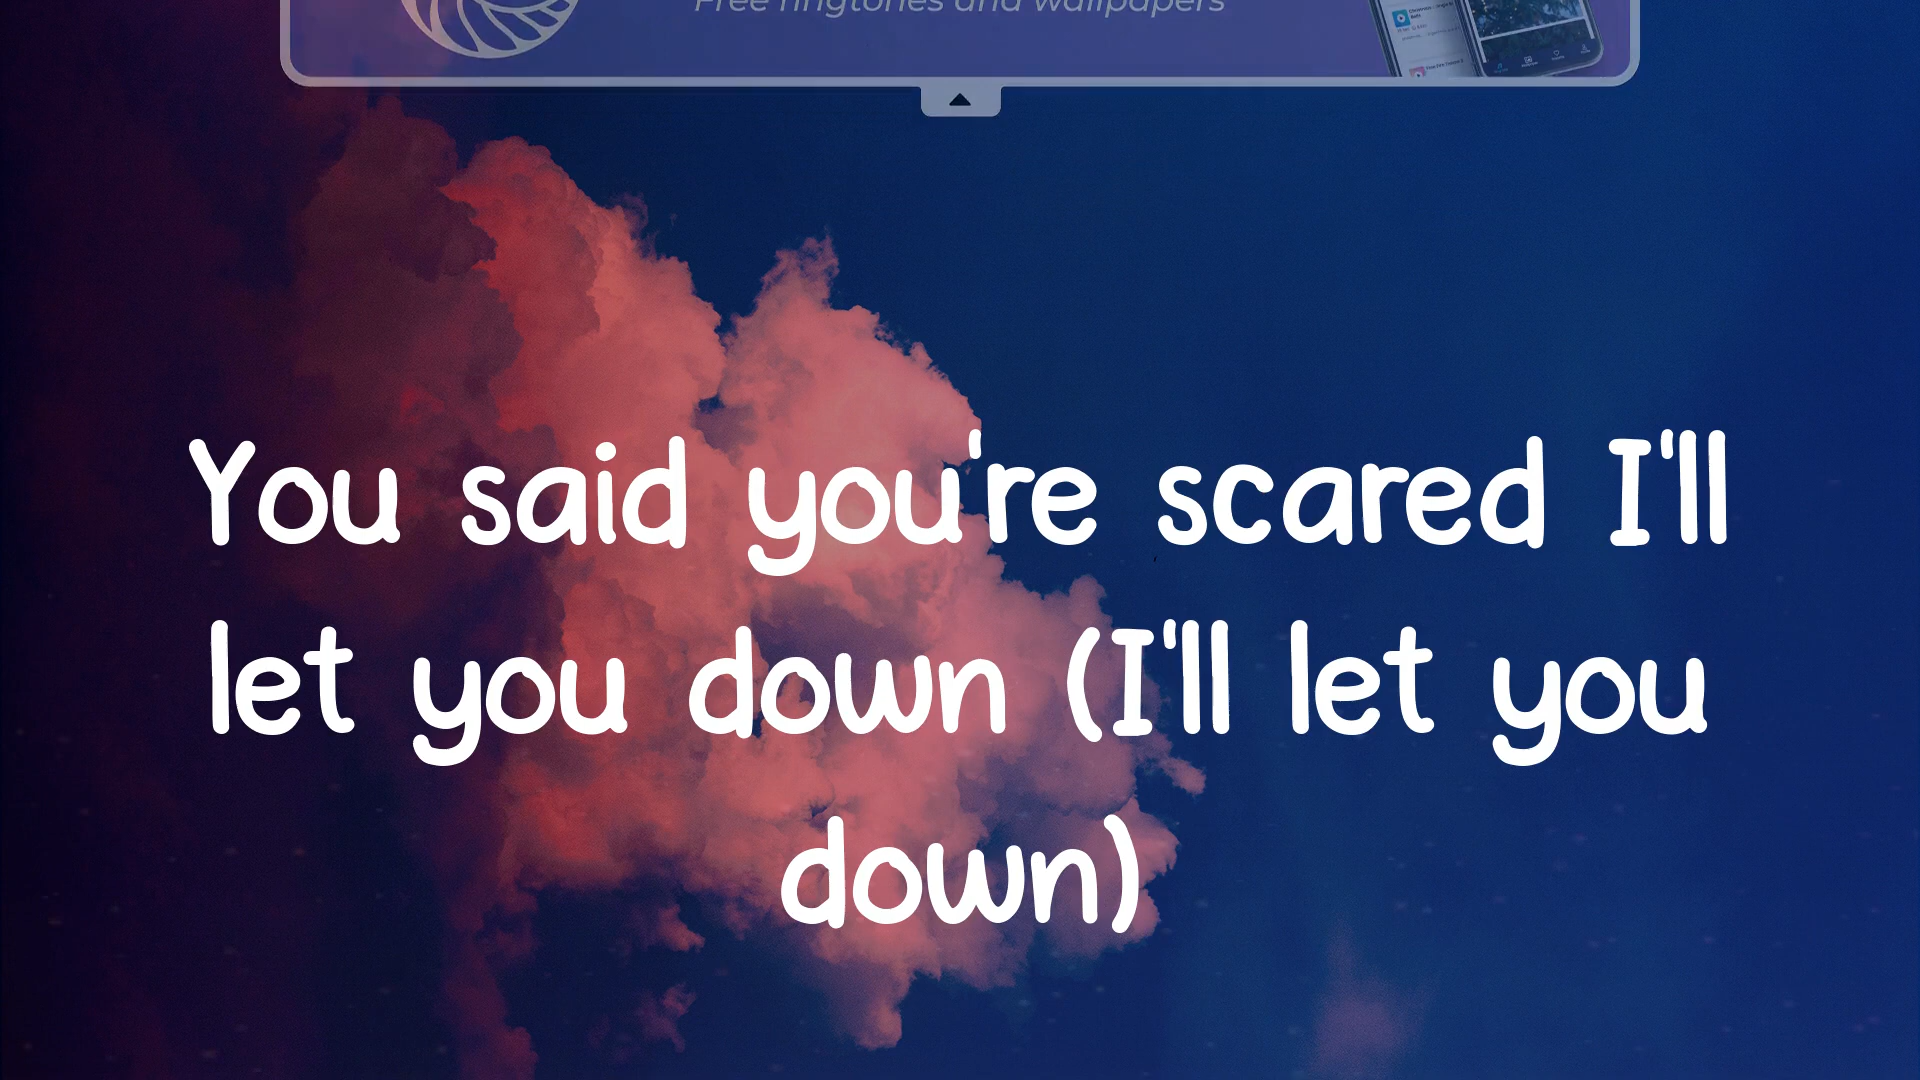 Free ringtones and wallpapers
You said you're scared I'll
let you down (I'll let you
down)